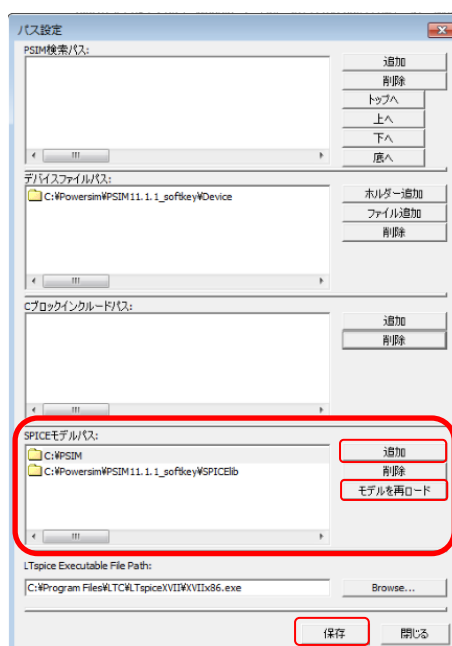 パス設定
PSIM検索パス:
追加
削除
トップへ
上へ
下へ
底へ
デバイスファイルパス:
C:¥Powersim¥PSIM11.1.1_softkey¥Device
ホルダー追加
ファイル追加
削除
Cブロックインクルードパス:
追加
削除
SPICEモデルパス:
C:¥PSIM
C:¥Powersim¥PSIM11.1.1_softkey¥SPICElib
追加
削除
モデルを再ロード
LTspice Executable File Path:
C:¥Program Files¥LTC¥LTspiceXVII¥XVIIx86.exe
Browse...
保存
閉じる